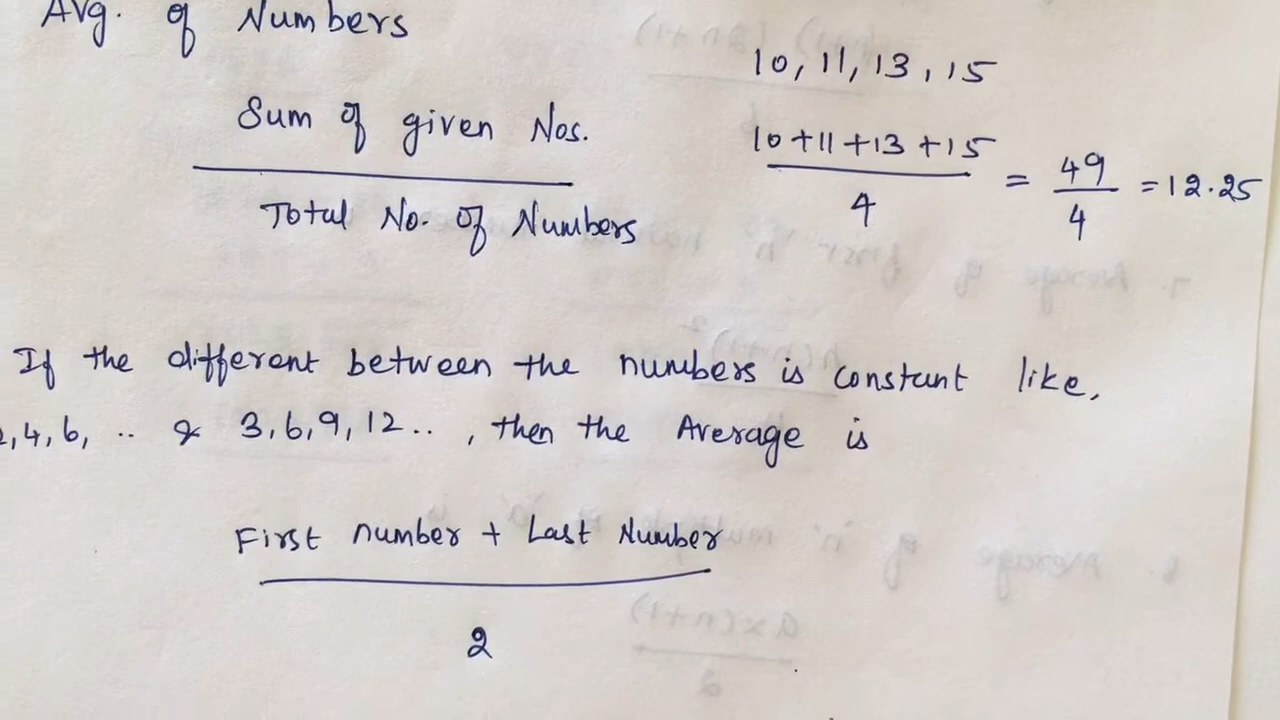 Avg. of Numbers
Sum of given Nos.
Total No. of Numbers
10, 11, 13, 15
10+11+13+15
4
= 49
4
= 12.25
If the different between the numbers is constant like,
2,4,6, .. & 3,6,9,12.. , then the Average is
First number + Last Number
2